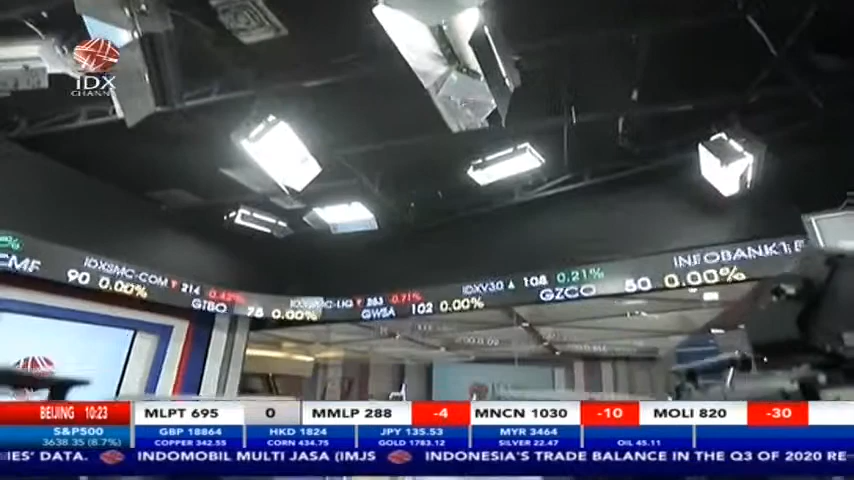 IDX
CHANNEL
IDXSMC-COM 214 0.42%
90 0.00%
GTBO 75 0.00%
IDXSMC-LIQ 253 -0.71%
GWSA 102 0.00%
IDXV30 108 0.21%
GZCO 50 0.00%
INFOBANK15
BEIJING 10:23
MLPT 695 0 MMLP 288 -4 MNCN 1030 -10 MOLI 820 -30
S&P500
3638.35 (8.7%)
GBP 18864 HKD 1824 JPY 135.53 MYR 3464
COPPER 342.55 CORN 434.75 GOLD 1783.12 SILVER 22.47 OIL 45.11
IES' DATA. INDOMOBIL MULTI JASA (IMJS INDONESIA'S TRADE BALANCE IN THE Q3 OF 2020 RE